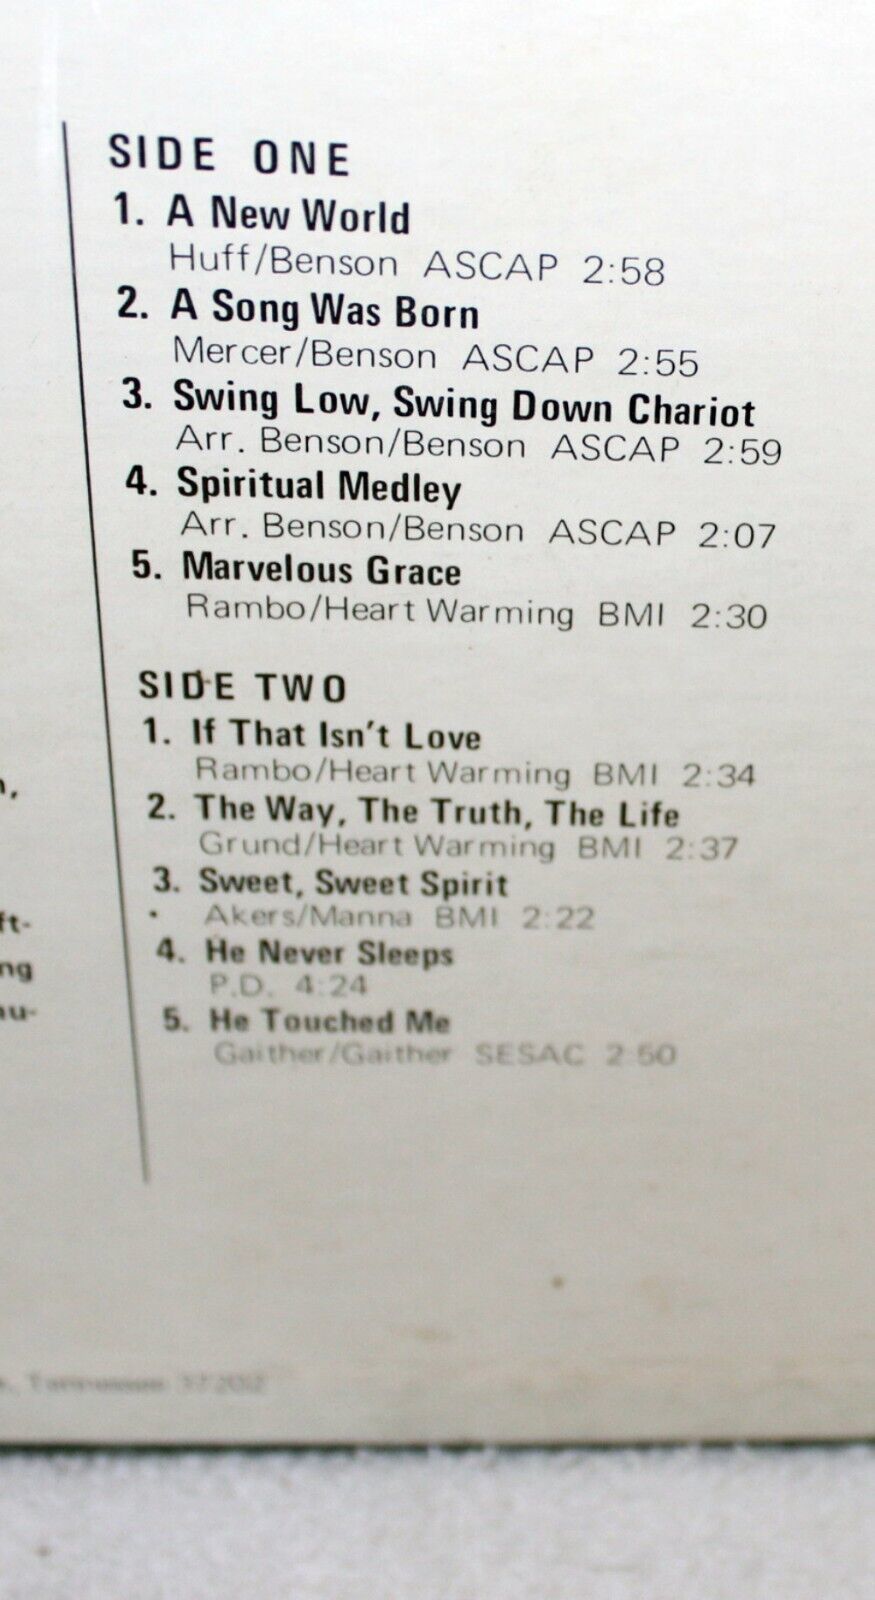 SIDE ONE
1. A New World
Huff/Benson ASCAP 2:58
2. A Song Was Born
Mercer/Benson ASCAP 2:55
3. Swing Low, Swing Down Chariot
Arr. Benson/Benson ASCAP 2:59
4. Spiritual Medley
Arr. Benson/Benson ASCAP 2:07
5. Marvelous Grace
Rambo/Heart Warming BMI 2:30
SIDE TWO
1. If That Isn't Love
Rambo/Heart Warming BMI 2:34
2. The Way, The Truth, The Life
Grund/Heart Warming BMI 2:37
3. Sweet, Sweet Spirit
Akers/Manna BMI 2:22
4. He Never Sleeps
P.D. 4:24
5. He Touched Me
Gaither/Gaither SESAC 2:50
ft-
ng
Tennessee 37202